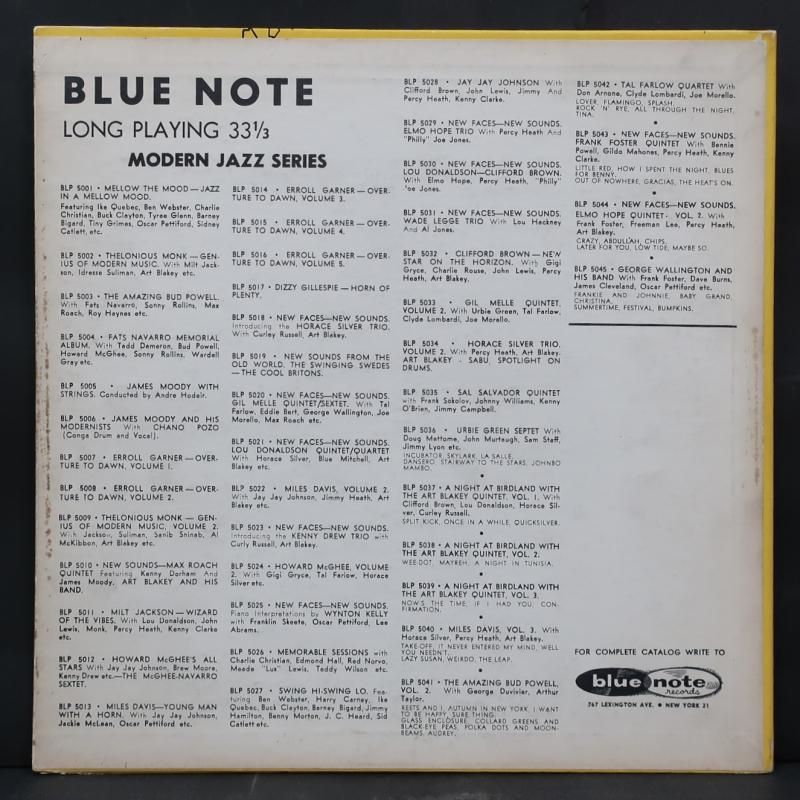 BLUE NOTE
LONG PLAYING 33 1/3
MODERN JAZZ SERIES
BLP 5001 • MELLOW THE MOOD — JAZZ
IN A MELLOW MOOD.
Featuring Ike Quebec, Ben Webster, Charlie
Christian, Buck Clayton, Tyree Glenn, Barney
Bigard, Tiny Grimes, Oscar Pettiford, Sidney
Catlett, etc.
BLP 5002 • THELONIOUS MONK — GEN-
IUS OF MODERN MUSIC. With Milt Jack-
son, Idresse Suliman, Art Blakey etc.
BLP 5003 • THE AMAZING BUD POWELL.
With Fats Navarro, Sonny Rollins, Max
Roach, Roy Haynes etc.
BLP 5004 • FATS NAVARRO MEMORIAL
ALBUM. With Tadd Dameron, Bud Powell,
Howard McGhee, Sonny Rollins, Wardell
Gray etc.
BLP 5005 • JAMES MOODY WITH
STRINGS. Conducted by Andre Hodeir.
BLP 5006 • JAMES MOODY AND HIS
MODERNISTS With CHANO POZO
(Conga Drum and Vocal).
BLP 5007 • ERROLL GARNER — OVER-
TURE TO DAWN, VOLUME 1.
BLP 5008 • ERROLL GARNER — OVER-
TURE TO DAWN, VOLUME 2.
BLP 5009 • THELONIOUS MONK — GEN-
IUS OF MODERN MUSIC, VOLUME 2.
With Jackson, Suliman, Sahib Shihab, Al
McKibbon, Art Blakey etc.
BLP 5010 • NEW SOUNDS—MAX ROACH
QUINTET Featuring Kenny Dorham And
James Moody, ART BLAKEY AND HIS
BAND.
BLP 5011 • MILT JACKSON — WIZARD
OF THE VIBES. With Lou Donaldson, John
Lewis, Monk, Percy Heath, Kenny Clarke
etc.
BLP 5012 • HOWARD McGHEE'S ALL
STARS With Jay Jay Johnson, Brew Moore,
Kenny Drew etc.—THE McGHEE-NAVARRO
SEXTET.
BLP 5013 • MILES DAVIS—YOUNG MAN
WITH A HORN. With Jay Jay Johnson,
Jackie McLean, Oscar Pettiford etc.
BLP 5014 • ERROLL GARNER — OVER-
TURE TO DAWN, VOLUME 3.
BLP 5015 • ERROLL GARNER — OVER-
TURE TO DAWN, VOLUME 4.
BLP 5016 • ERROLL GARNER — OVER-
TURE TO DAWN, VOLUME 5.
BLP 5017 • DIZZY GILLESPIE — HORN OF
PLENTY.
BLP 5018 • NEW FACES—NEW SOUNDS.
Introducing the HORACE SILVER TRIO.
With Curley Russell, Art Blakey.
BLP 5019 • NEW SOUNDS FROM THE
OLD WORLD. THE SWINGING SWEDES
— THE COOL BRITONS.
BLP 5020 • NEW FACES—NEW SOUNDS.
GIL MELLE QUINTET/SEXTET. With Tal
Farlow, Eddie Bert, George Wallington, Joe
Morello, Max Roach etc.
BLP 5021 • NEW FACES—NEW SOUNDS.
LOU DONALDSON QUINTET/QUARTET
With Horace Silver, Blue Mitchell, Art
Blakey etc.
BLP 5022 • MILES DAVIS, VOLUME 2.
With Jay Jay Johnson, Jimmy Heath, Art
Blakey etc.
BLP 5023 • NEW FACES—NEW SOUNDS.
Introducing the KENNY DREW TRIO with
Curly Russell, Art Blakey.
BLP 5024 • HOWARD McGHEE, VOLUME
2. With Gigi Gryce, Tal Farlow, Horace
Silver etc.
BLP 5025 • NEW FACES—NEW SOUNDS.
Piano Interpretations by WYNTON KELLY
with Franklin Skeete, Oscar Pettiford, Lee
Abrams.
BLP 5026 • MEMORABLE SESSIONS with
Charlie Christian, Edmond Hall, Red Norvo,
Meade "Lux" Lewis, Teddy Wilson etc.
BLP 5027 • SWING HI-SWING LO. Fea-
turing Ben Webster, Harry Carney, Ike
Quebec, Buck Clayton, Barney Bigard, Jimmy
Hamilton, Benny Morton, J. C. Heard, Sid
Catlett etc.
BLP 5028 • JAY JAY JOHNSON With
Clifford Brown, John Lewis, Jimmy And
Percy Heath, Kenny Clarke.
BLP 5029 • NEW FACES—NEW SOUNDS.
ELMO HOPE TRIO With Percy Heath And
"Philly" Joe Jones.
BLP 5030 • NEW FACES—NEW SOUNDS.
LOU DONALDSON—CLIFFORD BROWN.
With Elmo Hope, Percy Heath, "Philly"
Joe Jones.
BLP 5031 • NEW FACES—NEW SOUNDS.
WADE LEGGE TRIO With Lou Hackney
And Al Jones.
BLP 5032 • CLIFFORD BROWN — NEW
STAR ON THE HORIZON. With Gigi
Gryce, Charlie Rouse, John Lewis, Percy
Heath, Art Blakey.
BLP 5033 • GIL MELLE QUINTET,
VOLUME 2. With Urbie Green, Tal Farlow,
Clyde Lombardi, Joe Morello.
BLP 5034 • HORACE SILVER TRIO,
VOLUME 2. With Percy Heath, Art Blakey.
ART BLAKEY - SABU, SPOTLIGHT ON
DRUMS.
BLP 5035 • SAL SALVADOR QUINTET
with Frank Sokolov, Johnny Williams, Kenny
O'Brien, Jimmy Campbell.
BLP 5036 • URBIE GREEN SEPTET With
Doug Mettome, John Murtaugh, Sam Staff,
Jimmy Lyon etc.
INCUBATOR, SKYLARK, LA SALLE,
DANSERO, STAIRWAY TO THE STARS, JOHNBO
MAMBO.
•
BLP 5037 • A NIGHT AT BIRDLAND WITH
THE ART BLAKEY QUINTET, VOL. 1. With
Clifford Brown, Lou Donaldson, Horace Sil-
ver, Curley Russell.
SPLIT KICK, ONCE IN A WHILE, QUICKSILVER.
•
BLP 5038 • A NIGHT AT BIRDLAND WITH
THE ART BLAKEY QUINTET, VOL. 2.
WEE-DOT, MAYREH, A NIGHT IN TUNISIA.
•
BLP 5039 • A NIGHT AT BIRDLAND WITH
THE ART BLAKEY QUINTET, VOL. 3.
NOW'S THE TIME, IF I HAD YOU, CON-
FIRMATION.
•
BLP 5040 • MILES DAVIS, VOL. 3. With
Horace Silver, Percy Heath, Art Blakey.
TAKE-OFF, IT NEVER ENTERED MY MIND, WELL
YOU NEEDN'T.
LAZY SUSAN, WEIRDO, THE LEAP.
•
BLP 5041 • THE AMAZING BUD POWELL,
VOL. 2. With George Duvivier, Arthur
Taylor.
REETS AND I, AUTUMN IN NEW YORK, I WANT
TO BE HAPPY, SURE THING.
GLASS ENCLOSURE, COLLARD GREENS AND
BLACK-EYE PEAS, POLKA DOTS AND MOON-
BEAMS, AUDREY.
BLP 5042 • TAL FARLOW QUARTET With
Don Arnone, Clyde Lombardi, Joe Morello.
LOVER, FLAMINGO, SPLASH.
ROCK 'N' RYE, ALL THROUGH THE NIGHT,
TINA.
•
BLP 5043 • NEW FACES—NEW SOUNDS.
FRANK FOSTER QUINTET With Bennie
Powell, Gildo Mahones, Percy Heath, Kenny
Clarke.
LITTLE RED, HOW I SPENT THE NIGHT, BLUES
FOR BENNY.
OUT OF NOWHERE, GRACIAS, THE HEAT'S ON.
•
BLP 5044 • NEW FACES—NEW SOUNDS.
ELMO HOPE QUINTET - VOL. 2. With
Frank Foster, Freeman Lee, Percy Heath,
Art Blakey.
CRAZY, ABDULLAH, CHIPS.
LATER FOR YOU, LOW TIDE, MAYBE SO.
•
BLP 5045 • GEORGE WALLINGTON AND
HIS BAND With Frank Foster, Dave Burns,
James Cleveland, Oscar Pettiford etc.
FRANKIE AND JOHNNIE, BABY GRAND,
CHRISTINA.
SUMMERTIME, FESTIVAL, BUMPKINS.
FOR COMPLETE CATALOG WRITE TO
blue note
records
767 LEXINGTON AVE. • NEW YORK 21